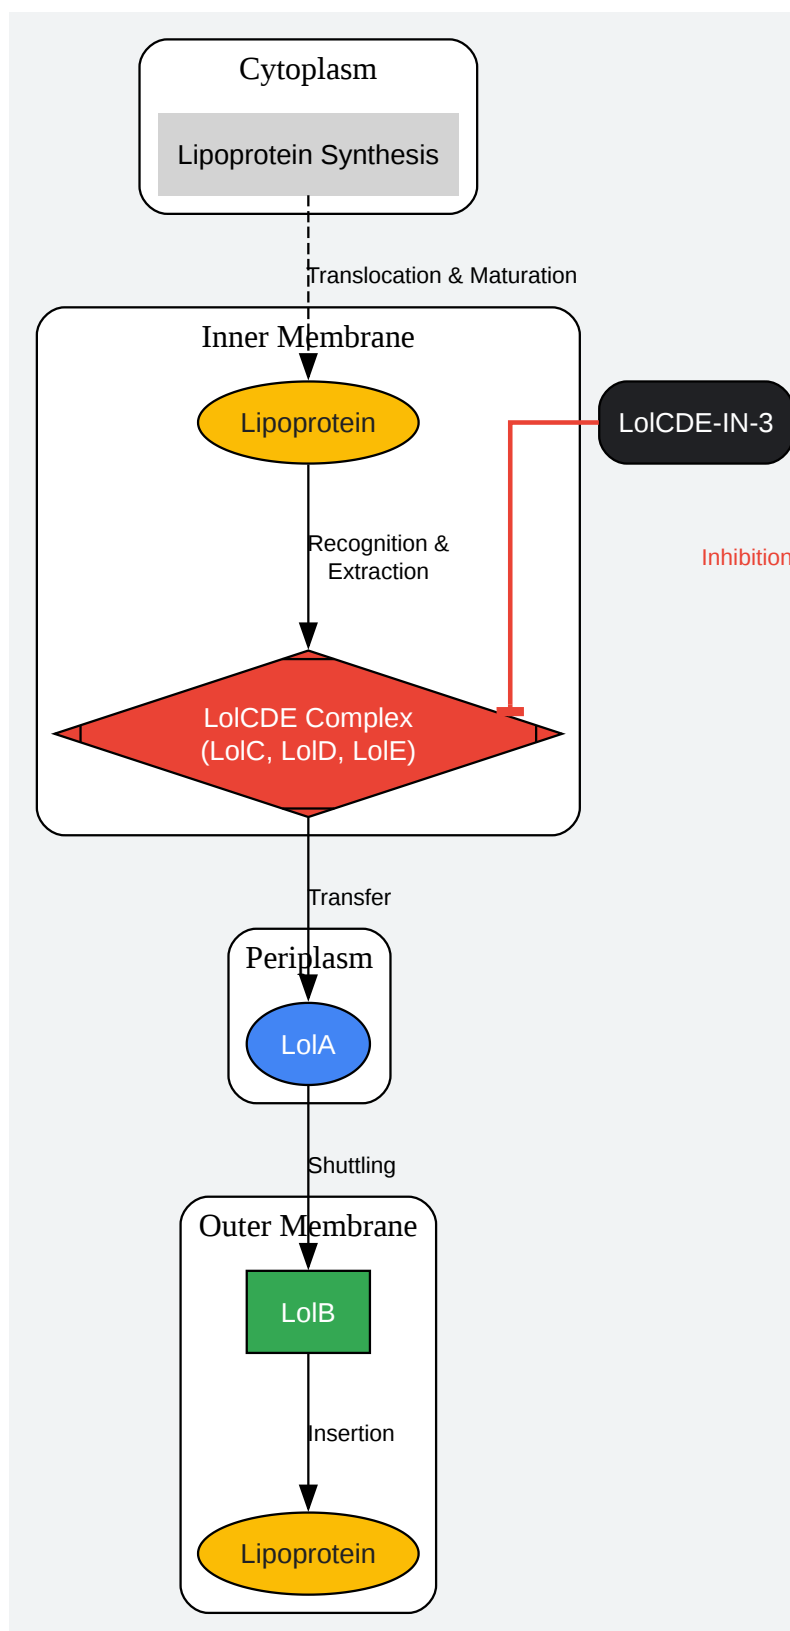 Cytoplasm
Lipoprotein Synthesis
Translocation & Maturation
Inner Membrane
Lipoprotein
LolCDE-IN-3
Recognition &
Extraction
Inhibition
LolCDE Complex
(LolC, LolD, LolE)
Transfer
Periplasm
LolA
Shuttling
Outer Membrane
LolB
Insertion
Lipoprotein